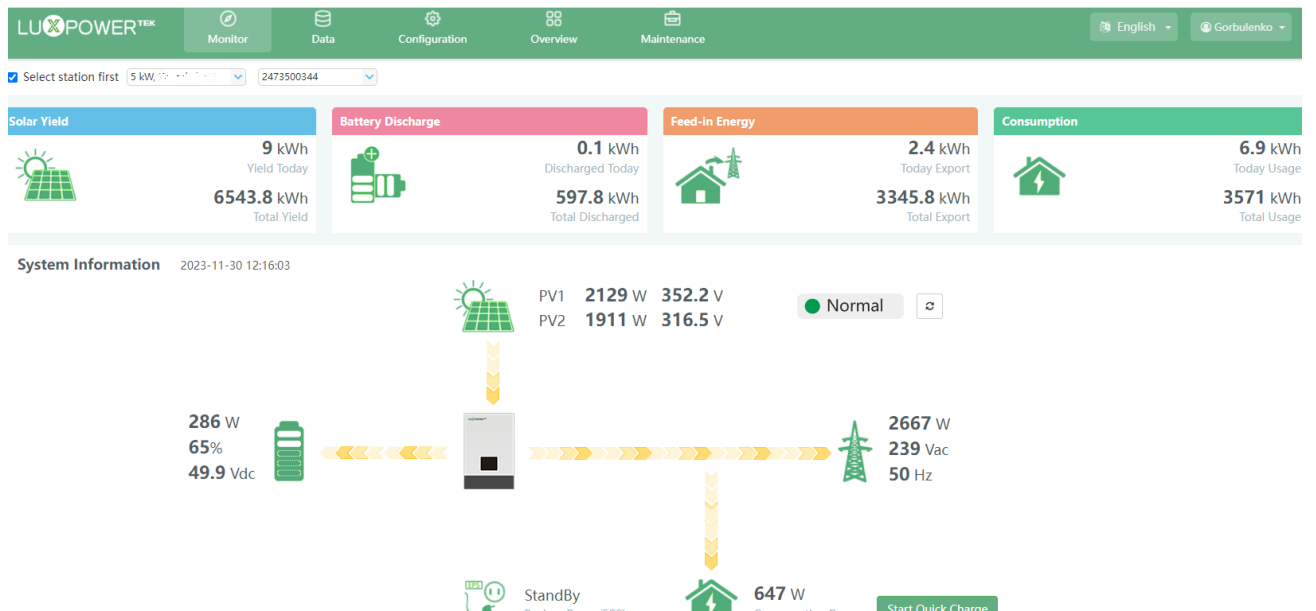 LUXPOWERTEK
Monitor
Data
Configuration
Overview
Maintenance
English
Gorbulenko
Select station first 5 kW, 2473500344
Solar Yield
9 kWh
Yield Today
6543.8 kWh
Total Yield
Battery Discharge
0.1 kWh
Discharged Today
597.8 kWh
Total Discharged
Feed-in Energy
2.4 kWh
Today Export
3345.8 kWh
Total Export
Consumption
6.9 kWh
Today Usage
3571 kWh
Total Usage
System Information 2023-11-30 12:16:03
PV1 2129 W 352.2 V
PV2 1911 W 316.5 V
Normal
286 W
65%
49.9 Vdc
2667 W
239 Vac
50 Hz
EPS
StandBy
647 W
Start Quick Charge